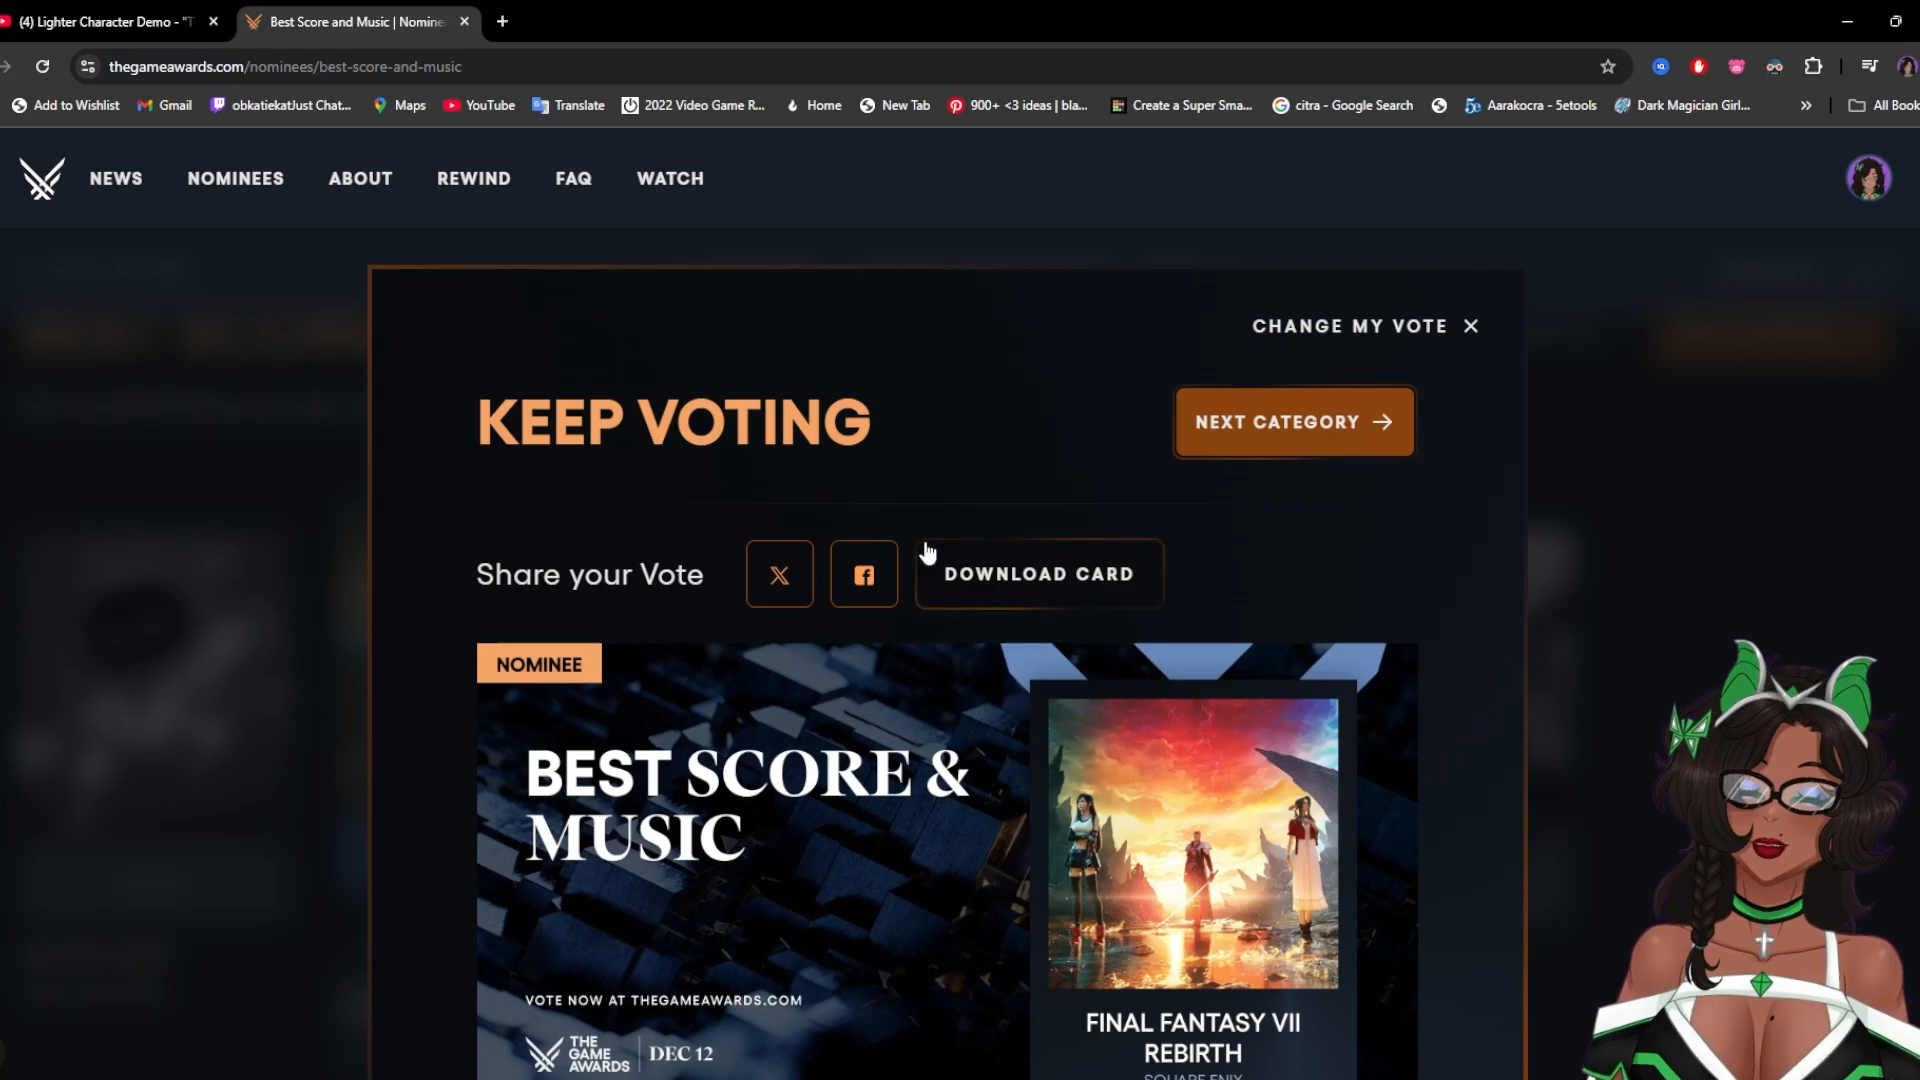 (4) Lighter Character Demo - "T
Best Score and Music | Nomine
thegameawards.com/nominees/best-score-and-music
Add to Wishlist
Gmail
obkatiekatJust Chat...
Maps
YouTube
Translate
2022 Video Game R...
Home
New Tab
900+ <3 ideas | bla...
Create a Super Sma...
citra - Google Search
Aarakocra - 5etools
Dark Magician Girl...
»
All Book
NEWS
NOMINEES
ABOUT
REWIND
FAQ
WATCH
CHANGE MY VOTE
KEEP VOTING
NEXT CATEGORY
Share your Vote
DOWNLOAD CARD
NOMINEE
BEST SCORE &
MUSIC
VOTE NOW AT THEGAMEAWARDS.COM
THE
GAME
AWARDS
DEC 12
FINAL FANTASY VII
REBIRTH
SQUARE ENIX